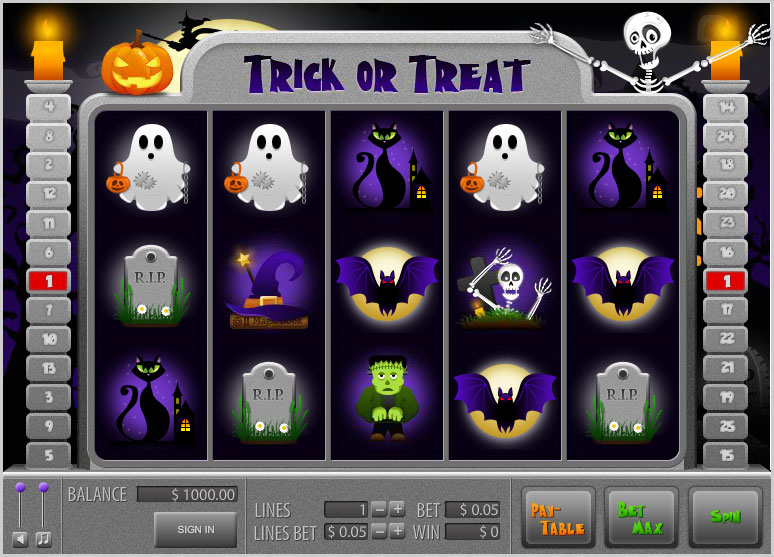 TRICK OR TREAT
4
8
2
12
11
6
1
7
10
13
3
9
5
14
24
18
20
23
16
1
17
22
21
19
25
15
R.I.P.
R.I.P.
R.I.P.
BALANCE $ 1000.00
SIGN IN
LINES 1 − + BET $ 0.05
LINES BET $ 0.05 − + WIN $ 0
PAY-
TABLE
BET
MAX
SPIN